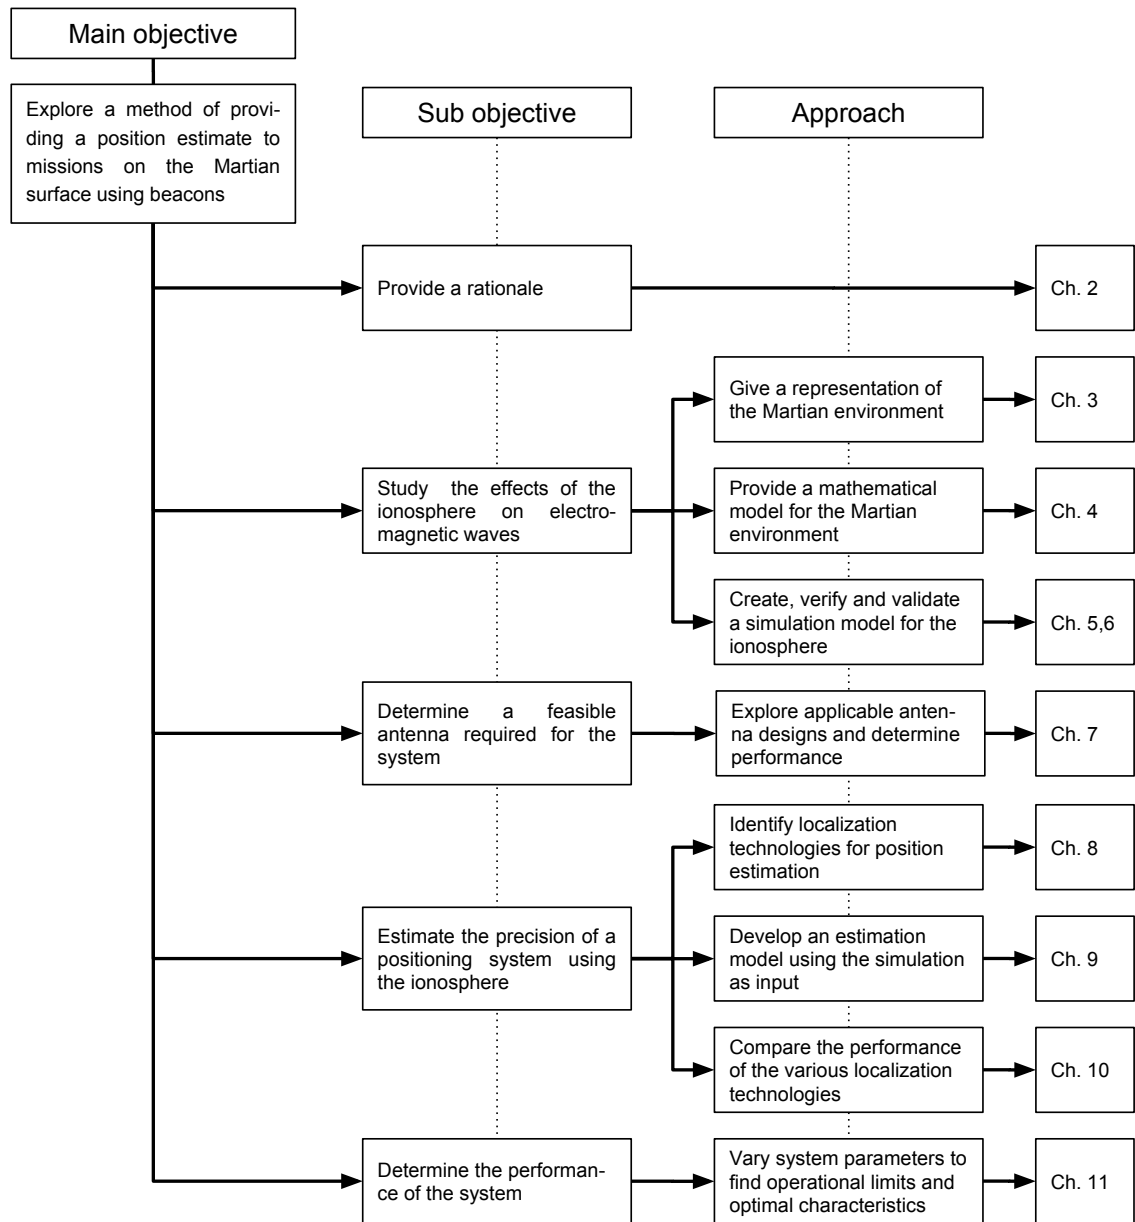 Main objective
Explore a method of provi-
ding a position estimate to
missions on the Martian
surface using beacons
Sub objective
Approach
Provide a rationale
Ch. 2
Give a representation of
the Martian environment
Ch. 3
Study the effects of the
ionosphere on electro-
magnetic waves
Provide a mathematical
model for the Martian
environment
Ch. 4
Create, verify and validate
a simulation model for the
ionosphere
Ch. 5,6
Determine a feasible
antenna required for the
system
Explore applicable anten-
na designs and determine
performance
Ch. 7
Identify localization
technologies for position
estimation
Ch. 8
Estimate the precision of a
positioning system using
the ionosphere
Develop an estimation
model using the simulation
as input
Ch. 9
Compare the performance
of the various localization
technologies
Ch. 10
Determine the performan-
ce of the system
Vary system parameters to
find operational limits and
optimal characteristics
Ch. 11